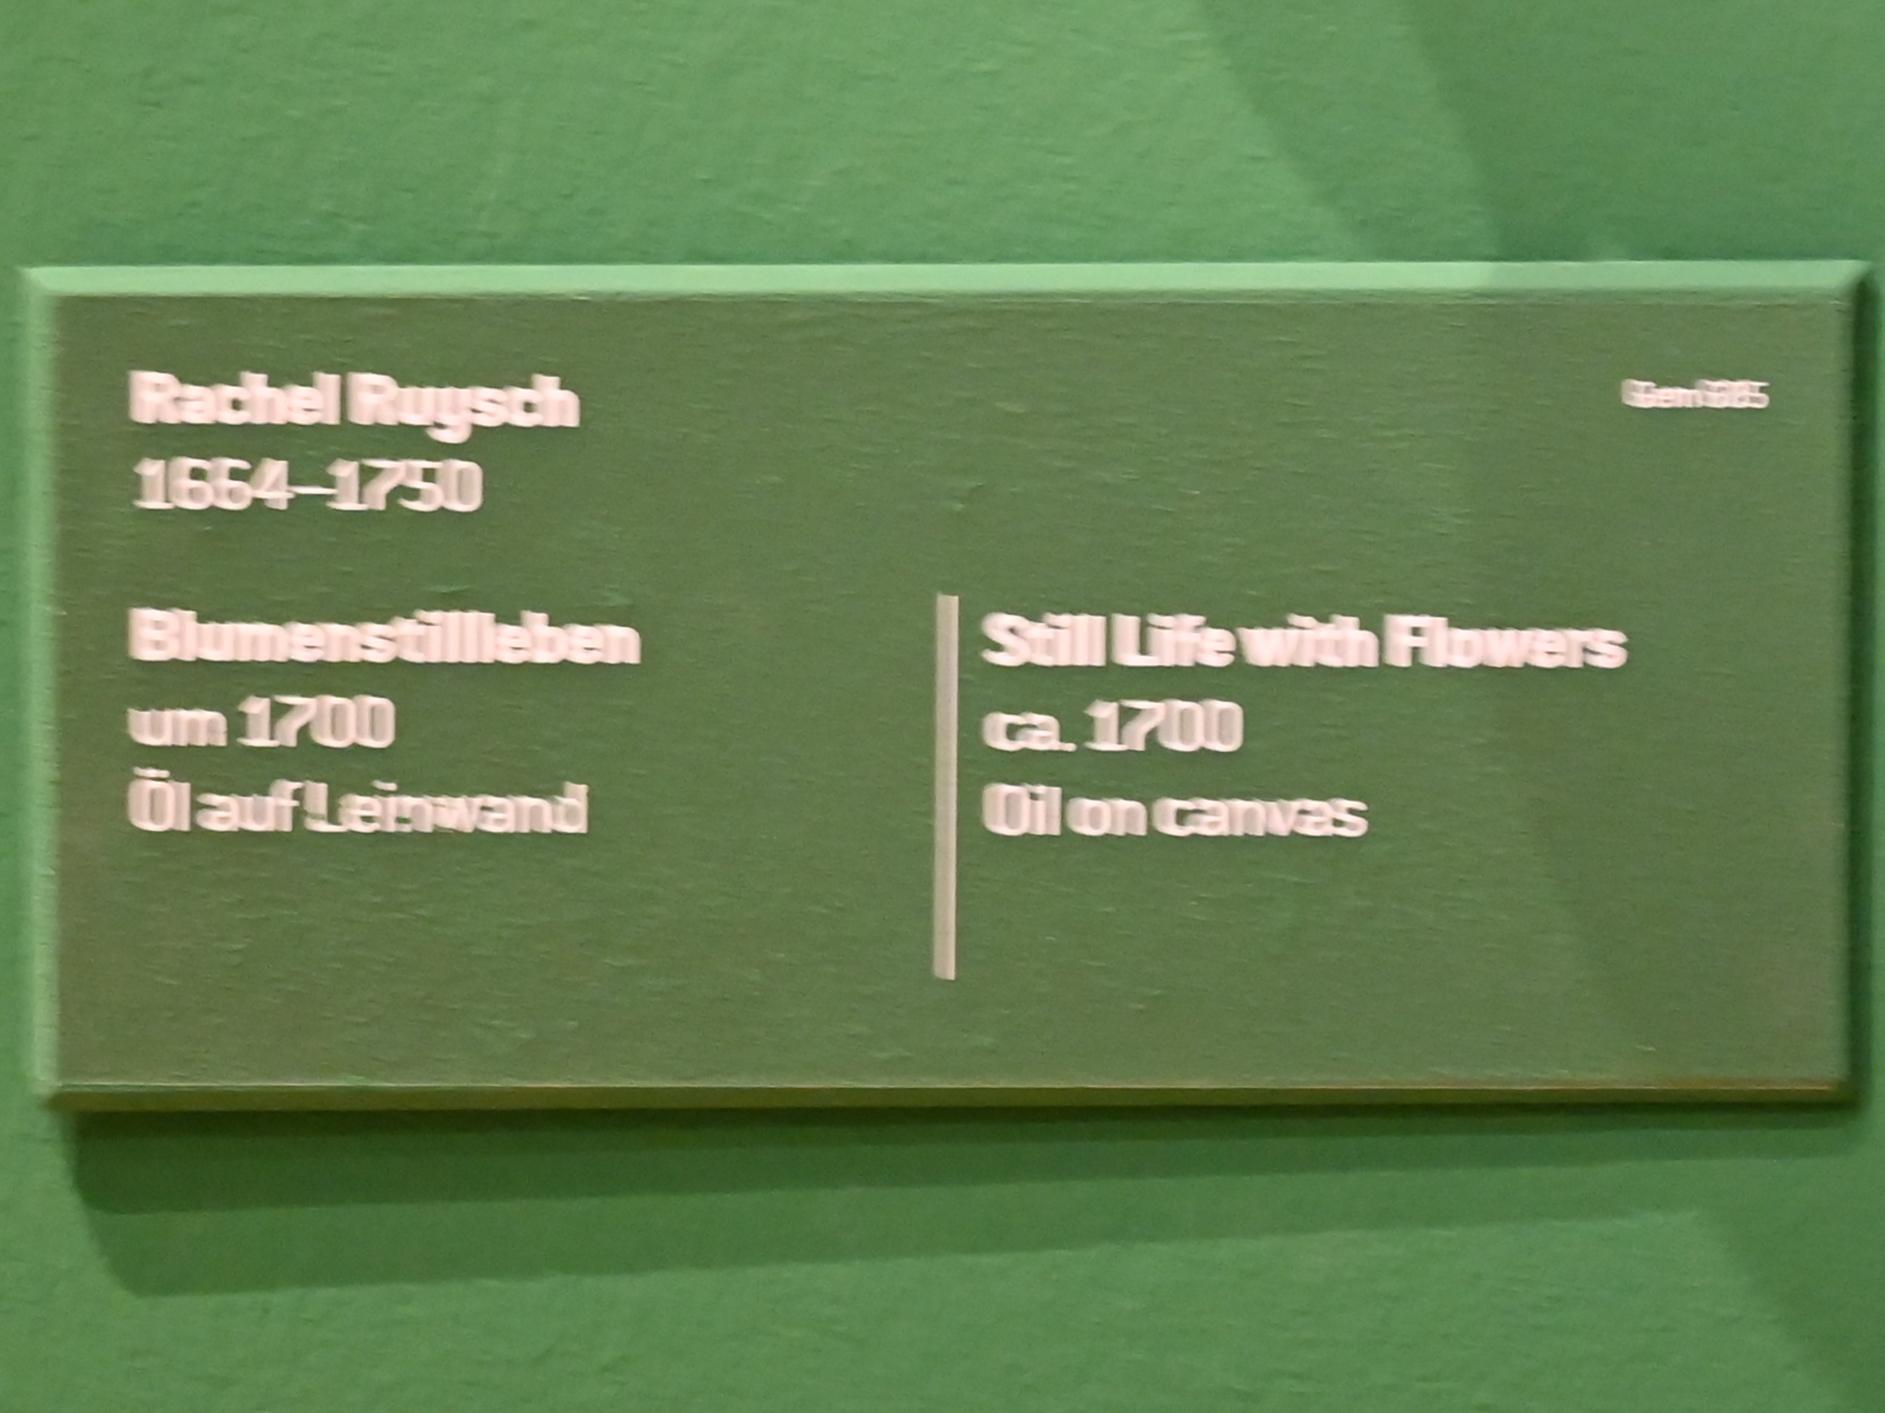 Rachel Ruysch
1664–1750
Blumenstillleben
um 1700
Öl auf Leinwand
Still Life with Flowers
ca. 1700
Oil on canvas